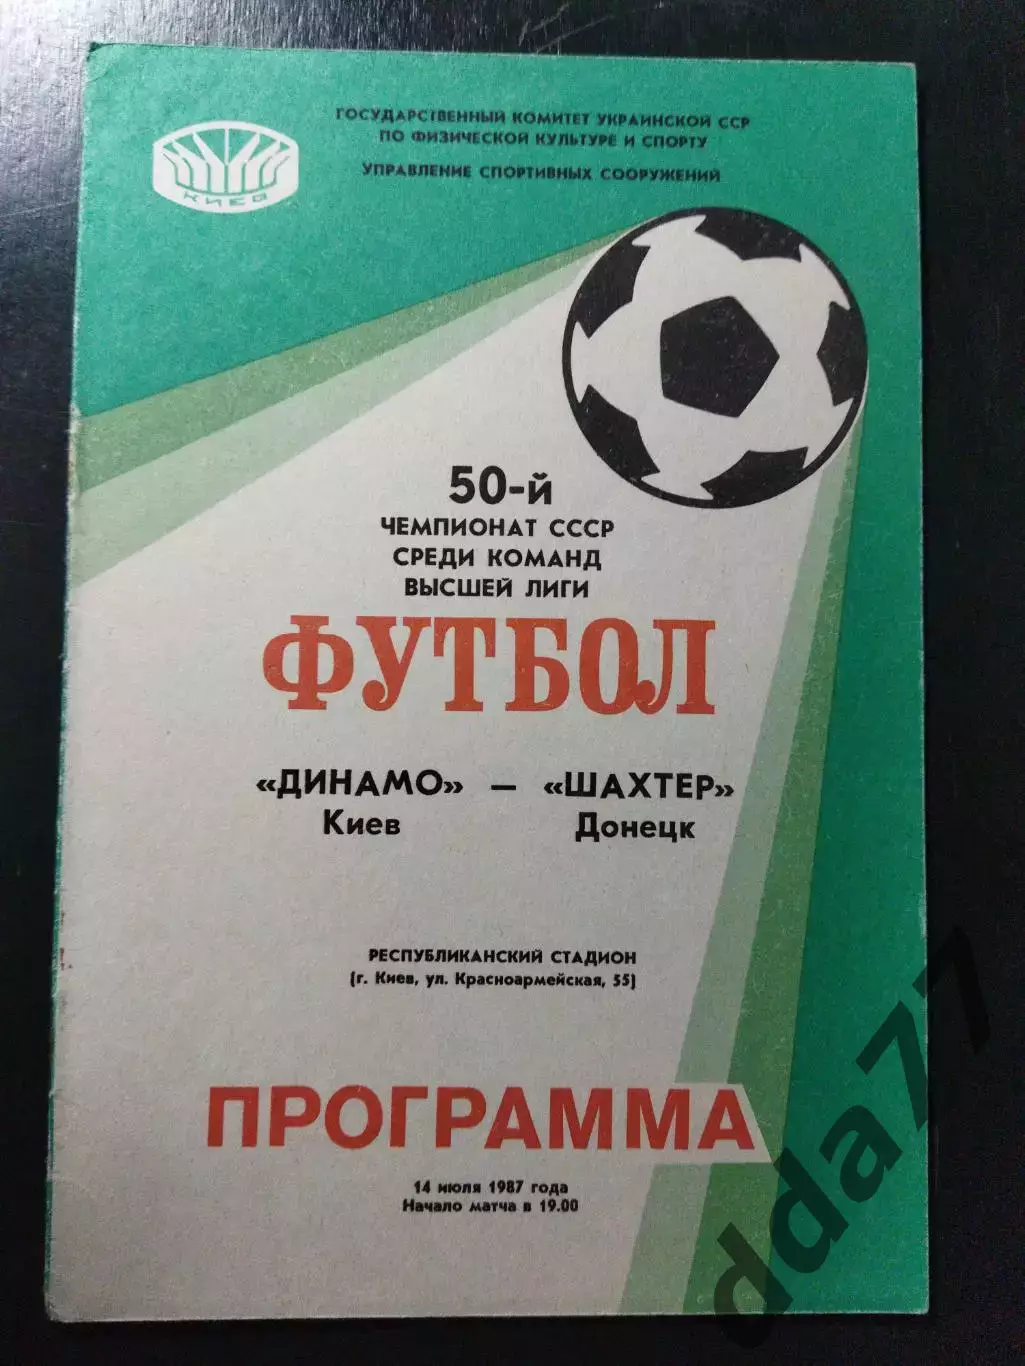 ГОСУДАРСТВЕННЫЙ КОМИТЕТ УКРАИНСКОЙ ССР
ПО ФИЗИЧЕСКОЙ КУЛЬТУРЕ И СПОРТУ
УПРАВЛЕНИЕ СПОРТИВНЫХ СООРУЖЕНИЙ
КИЕВ
50-й
ЧЕМПИОНАТ СССР
СРЕДИ КОМАНД
ВЫСШЕЙ ЛИГИ
ФУТБОЛ
«ДИНАМО» — «ШАХТЕР»
Киев Донецк
РЕСПУБЛИКАНСКИЙ СТАДИОН
(г. Киев, ул. Красноармейская, 55)
ПРОГРАММА
14 июля 1987 года
Начало матча в 19.00
dda77